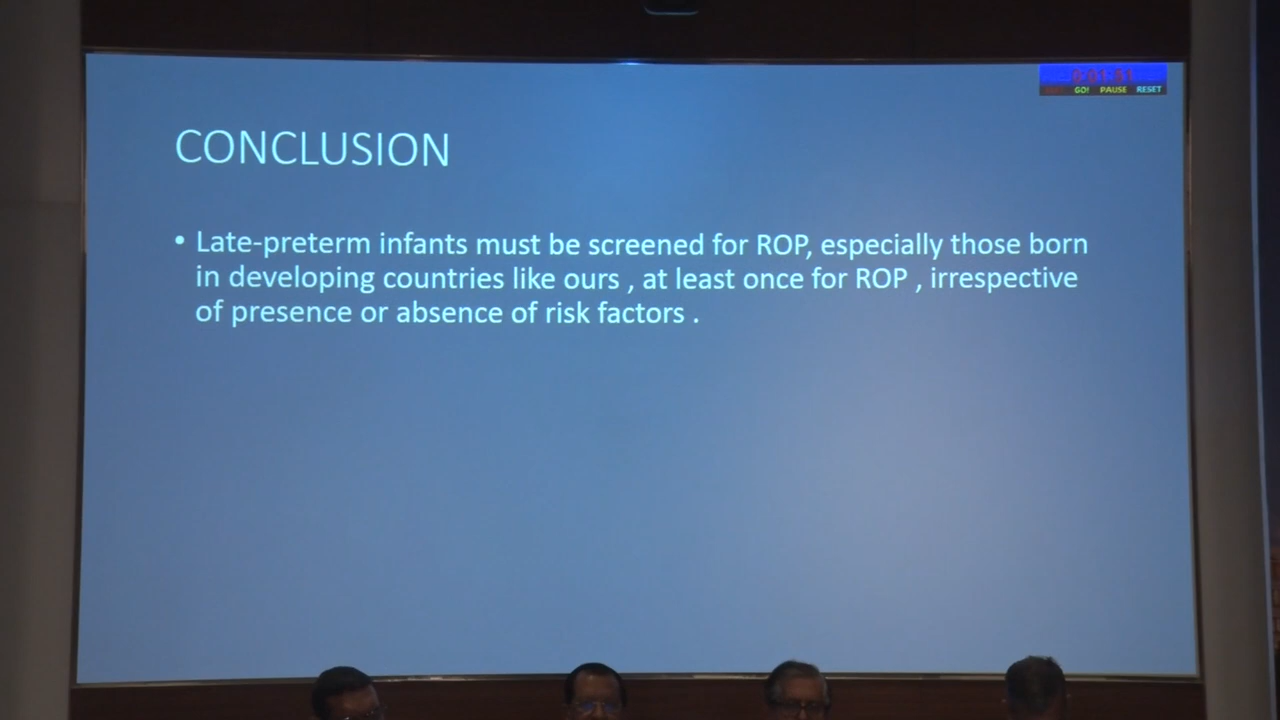 GO! PAUSE RESET
CONCLUSION
• Late-preterm infants must be screened for ROP, especially those born
in developing countries like ours , at least once for ROP , irrespective
of presence or absence of risk factors .